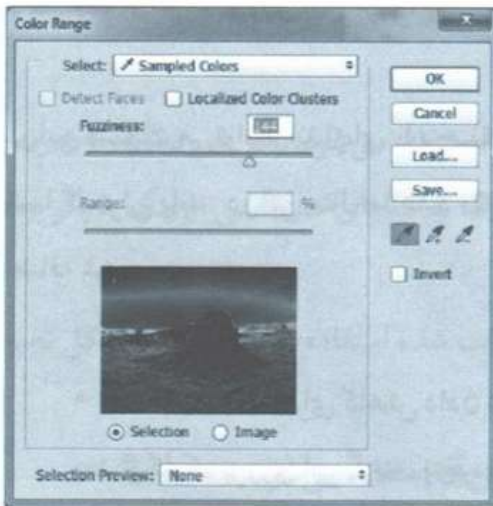 Color Range
Select: Sampled Colors
Detect Faces Localized Color Clusters
Fuzziness:
Range: %
Selection Image
Selection Preview: None
OK
Cancel
Load...
Save...
Invert